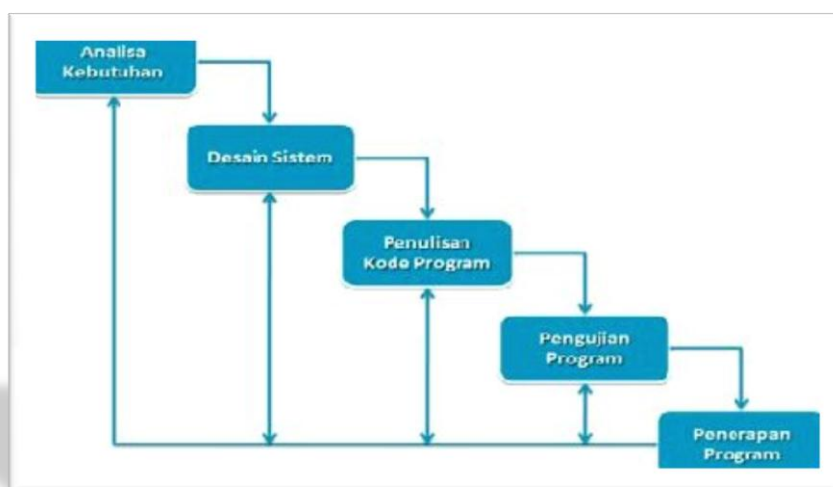 Analisa
Kebutuhan
Desain Sistem
Penulisan
Kode Program
Pengujian
Program
Penerapan
Program